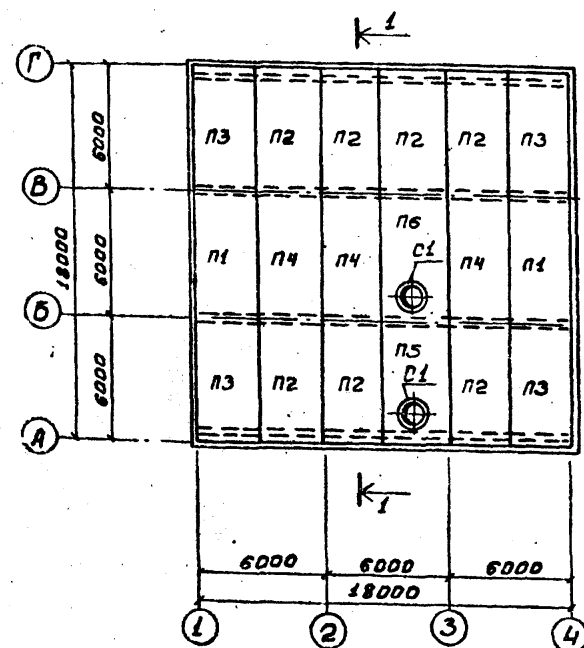 1
Г
6000
П3 П2 П2 П2 П2 П3
В
18000
6000
П6
С1
П1 П4 П4 П4 П1
Б
6000
П5
С1
П3 П2 П2 П2 П3
А
1
6000 6000 6000
18000
1 2 3 4